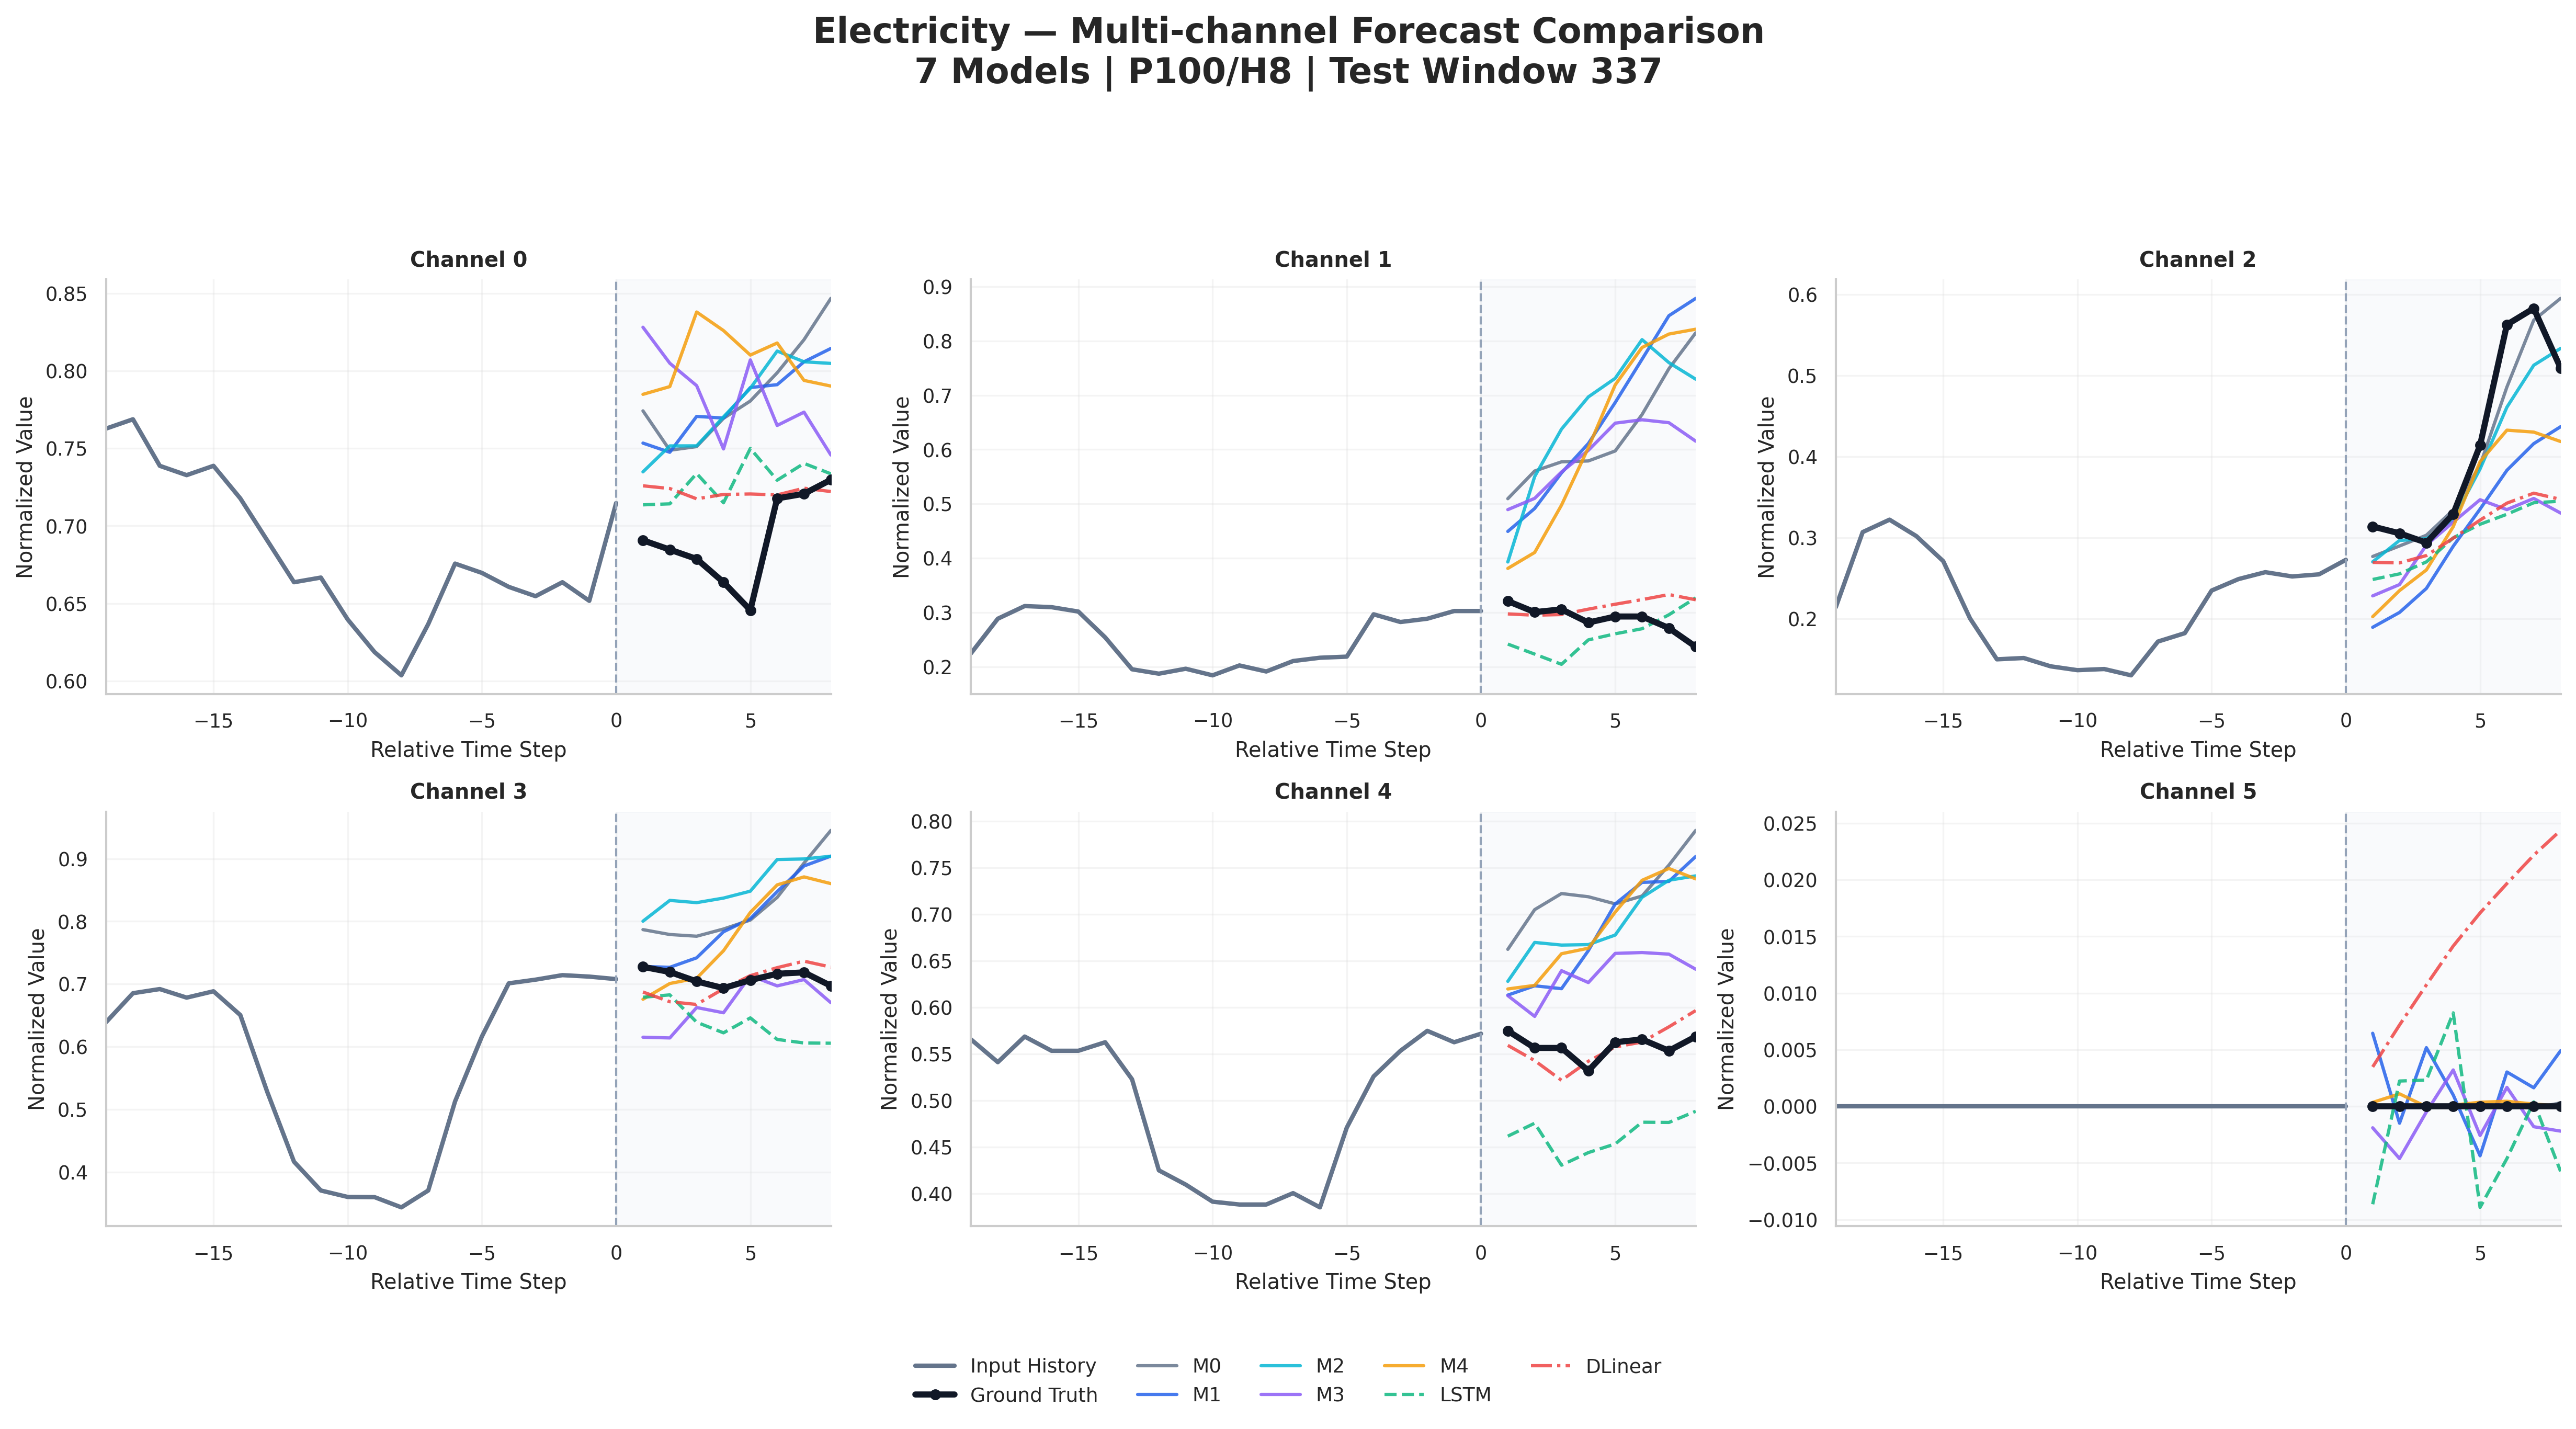 Electricity — Multi-channel Forecast Comparison
7 Models | P100/H8 | Test Window 337
Channel 0
Normalized Value
0.85
0.80
0.75
0.70
0.65
0.60
−15 −10 −5 0 5
Relative Time Step
Channel 1
Normalized Value
0.9
0.8
0.7
0.6
0.5
0.4
0.3
0.2
−15 −10 −5 0 5
Relative Time Step
Channel 2
Normalized Value
0.6
0.5
0.4
0.3
0.2
−15 −10 −5 0 5
Relative Time Step
Channel 3
Normalized Value
0.9
0.8
0.7
0.6
0.5
0.4
−15 −10 −5 0 5
Relative Time Step
Channel 4
Normalized Value
0.80
0.75
0.70
0.65
0.60
0.55
0.50
0.45
0.40
−15 −10 −5 0 5
Relative Time Step
Channel 5
Normalized Value
0.025
0.020
0.015
0.010
0.005
0.000
−0.005
−0.010
−15 −10 −5 0 5
Relative Time Step
Input History M0 M2 M4 DLinear
Ground Truth M1 M3 LSTM